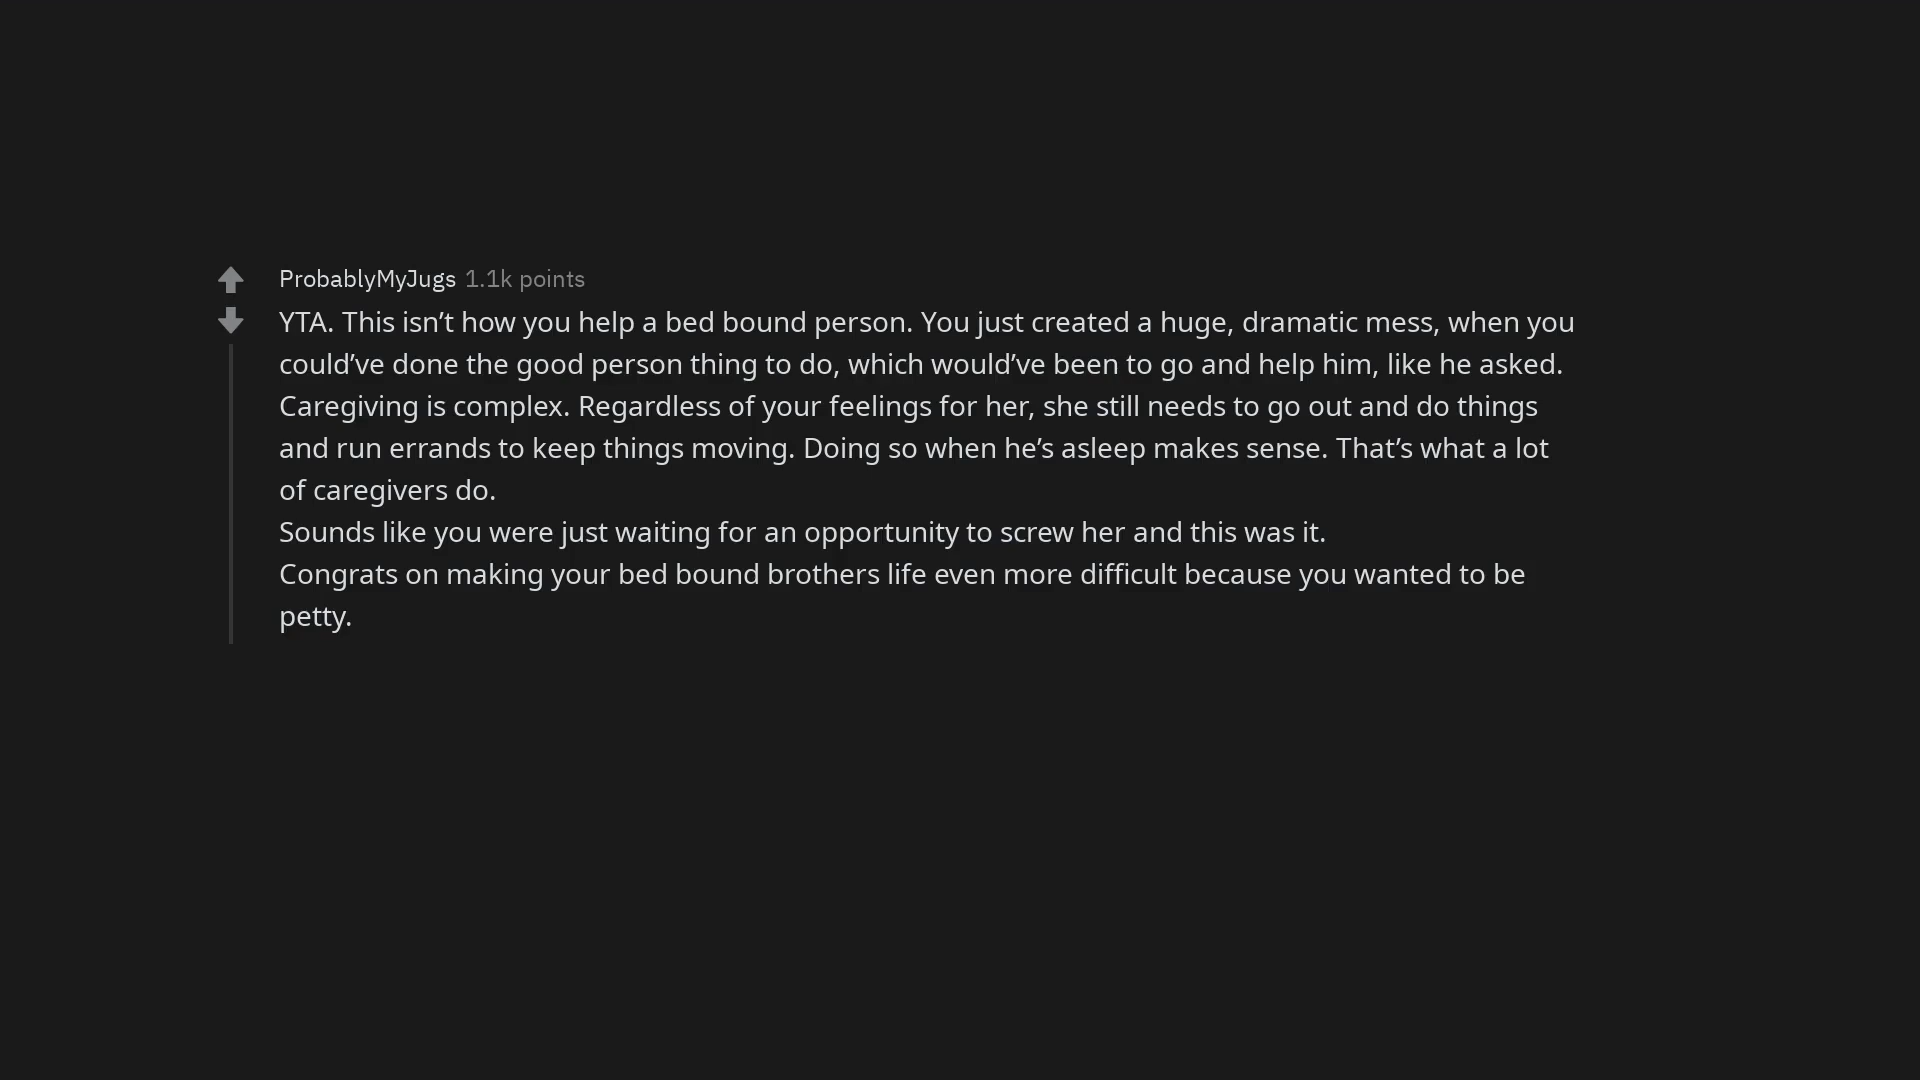 ProbablyMyJugs 1.1k points
YTA. This isn’t how you help a bed bound person. You just created a huge, dramatic mess, when you
could’ve done the good person thing to do, which would’ve been to go and help him, like he asked.
Caregiving is complex. Regardless of your feelings for her, she still needs to go out and do things
and run errands to keep things moving. Doing so when he’s asleep makes sense. That’s what a lot
of caregivers do.
Sounds like you were just waiting for an opportunity to screw her and this was it.
Congrats on making your bed bound brothers life even more difficult because you wanted to be
petty.